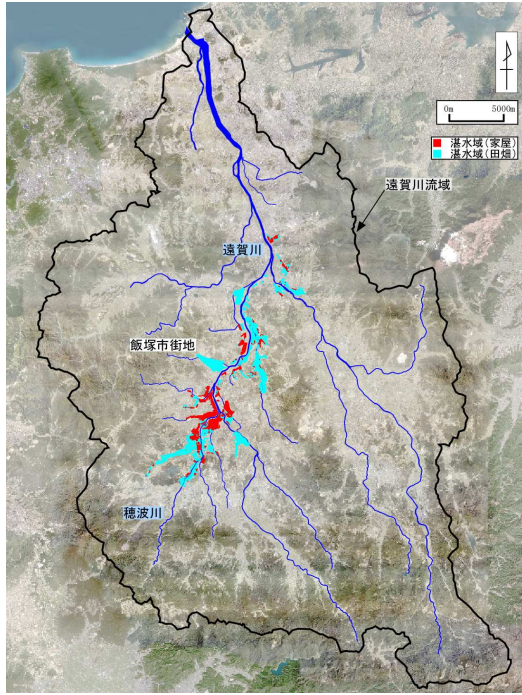 0m 5000m
湛水域(家屋)
湛水域(田畑)
遠賀川流域
遠賀川
飯塚市街地
穂波川